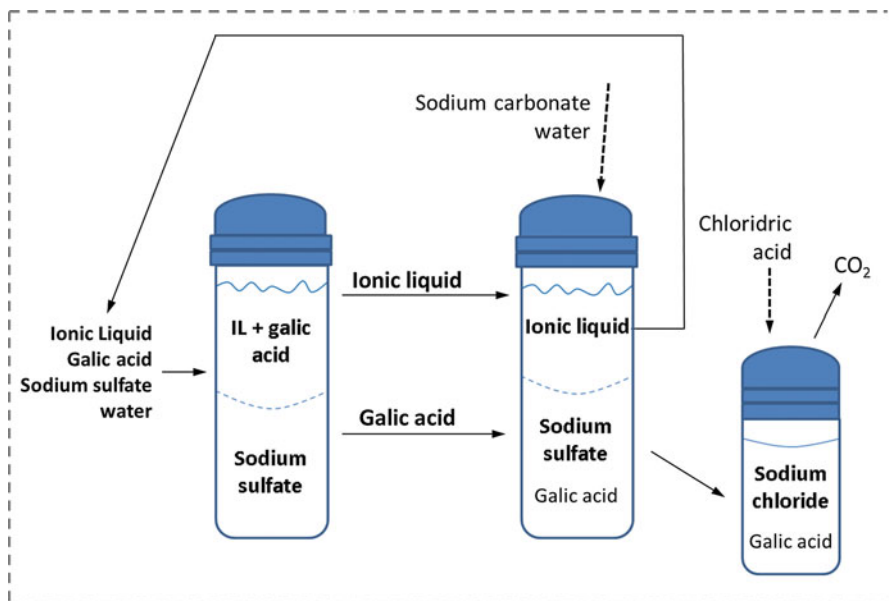 Sodium carbonate
water
Chloridric
acid
CO₂
Ionic Liquid
Galic acid
Sodium sulfate
water
IL + galic
acid
Sodium
sulfate
Ionic liquid
Galic acid
Ionic liquid
Sodium
sulfate
Galic acid
Sodium
chloride
Galic acid